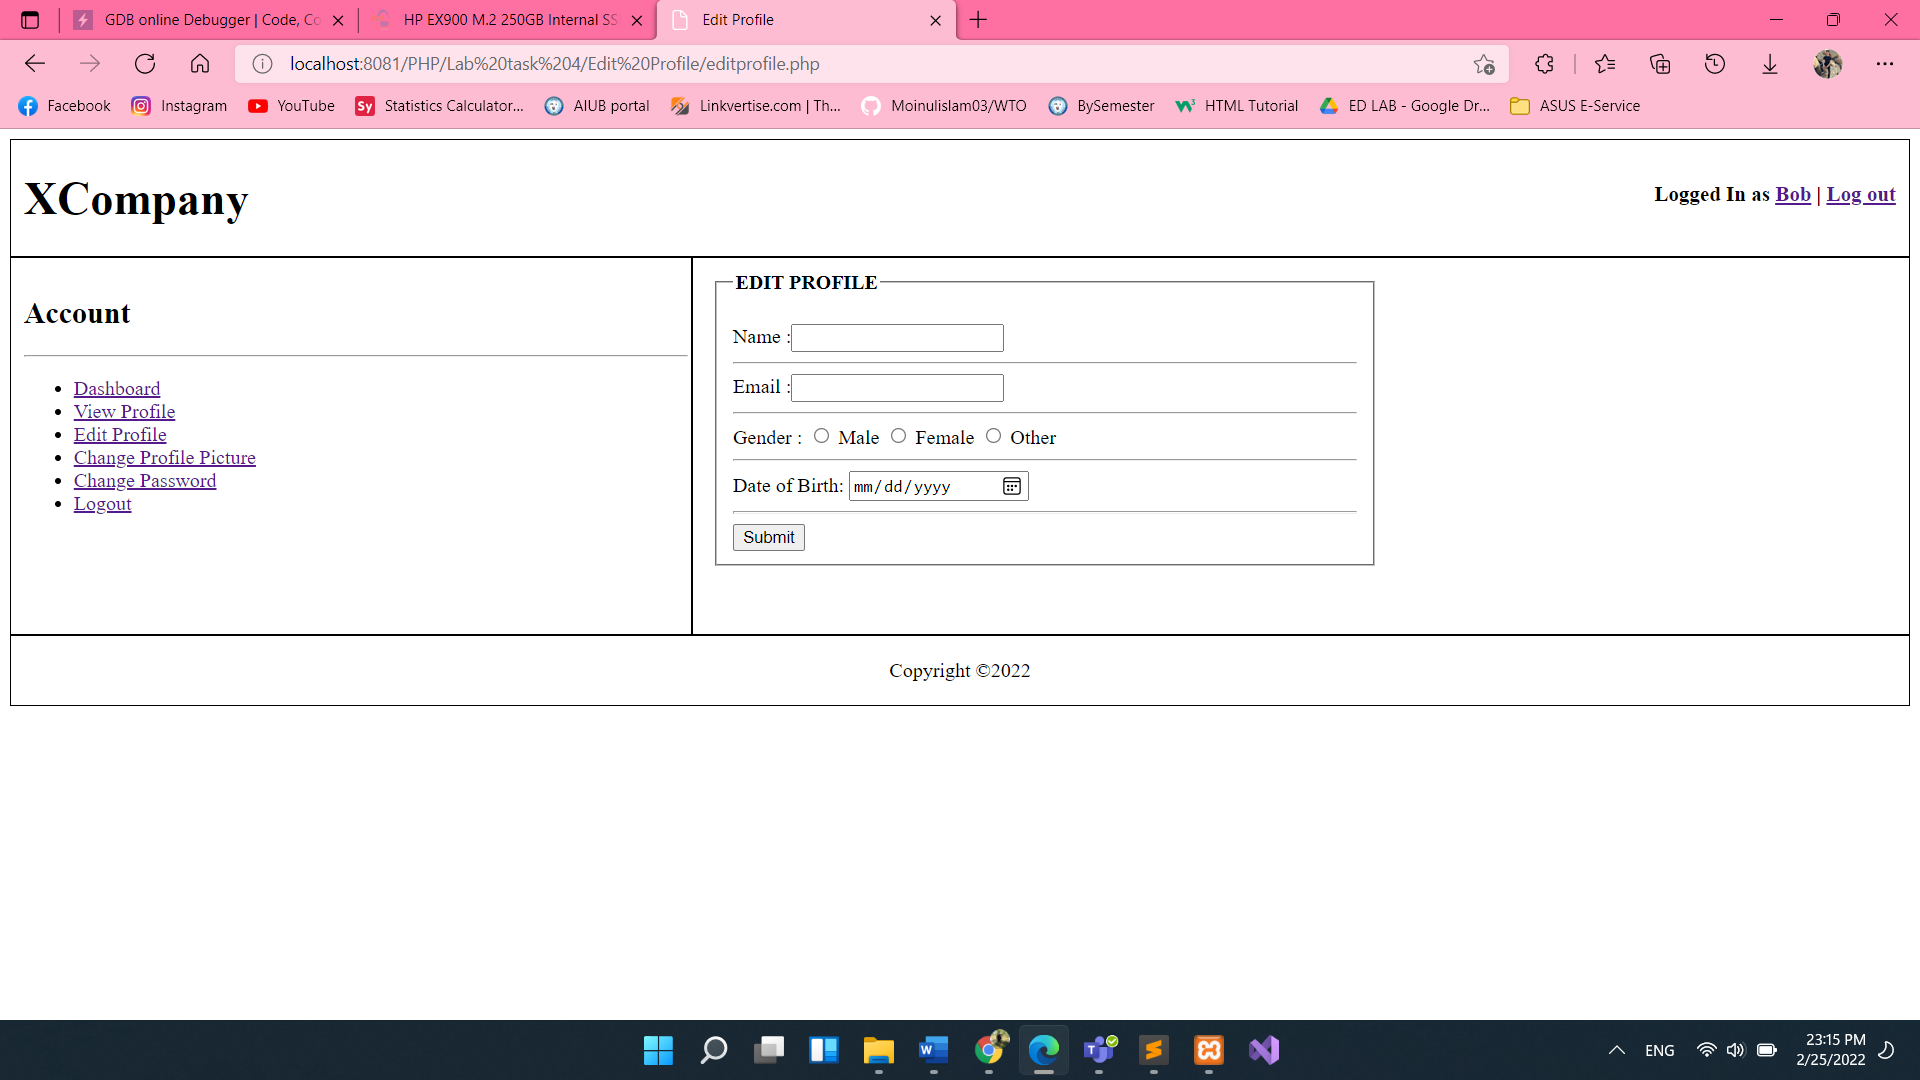 GDB online Debugger | Code, Co
HP EX900 M.2 250GB Internal SS
Edit Profile
localhost:8081/PHP/Lab%20task%204/Edit%20Profile/editprofile.php
Facebook Instagram YouTube Statistics Calculator... AIUB portal Linkvertise.com | Th... Moinulislam03/WTO BySemester HTML Tutorial ED LAB - Google Dr... ASUS E-Service
XCompany
Logged In as Bob | Log out
Account
Dashboard
View Profile
Edit Profile
Change Profile Picture
Change Password
Logout
EDIT PROFILE
Name :
Email :
Gender : Male Female Other
Date of Birth: mm/dd/yyyy
Submit
Copyright ©2022
ENG
23:15 PM
2/25/2022